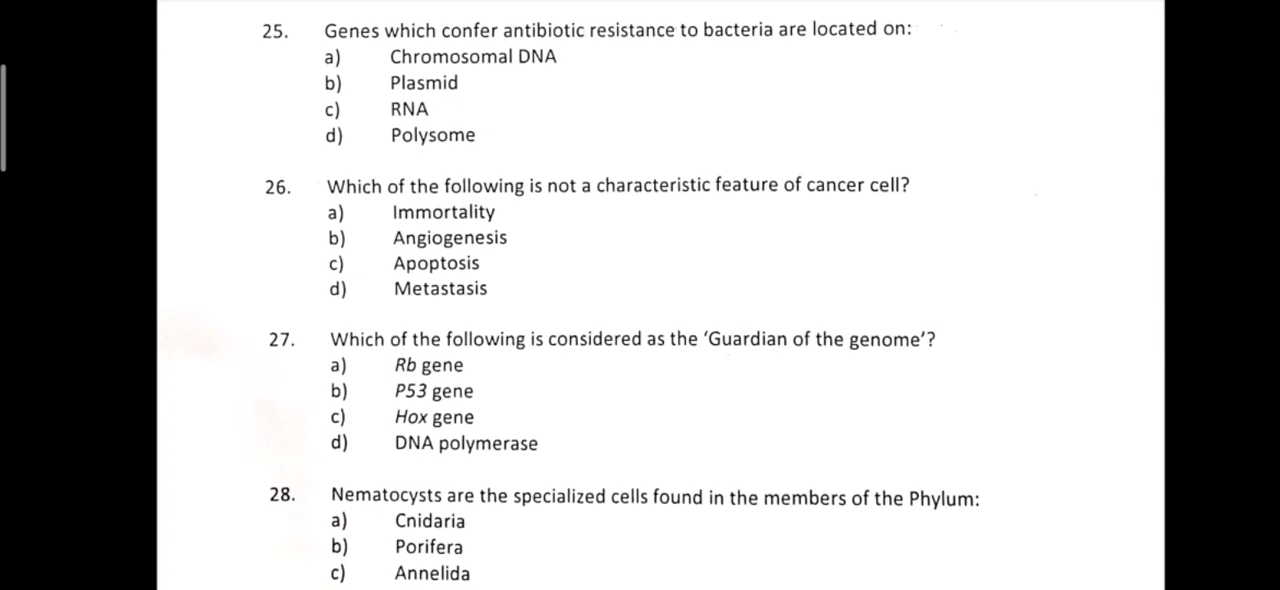 25. Genes which confer antibiotic resistance to bacteria are located on:
a) Chromosomal DNA
b) Plasmid
c) RNA
d) Polysome
26. Which of the following is not a characteristic feature of cancer cell?
a) Immortality
b) Angiogenesis
c) Apoptosis
d) Metastasis
27. Which of the following is considered as the ‘Guardian of the genome’?
a) Rb gene
b) P53 gene
c) Hox gene
d) DNA polymerase
28. Nematocysts are the specialized cells found in the members of the Phylum:
a) Cnidaria
b) Porifera
c) Annelida